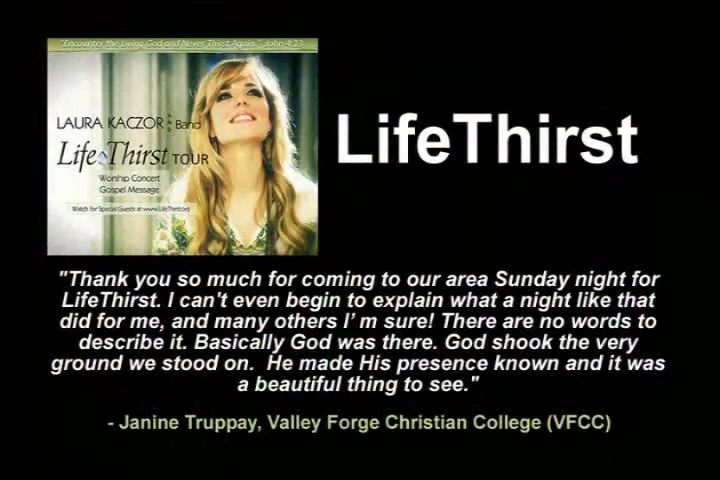 "Encounter the Living God and Never Thirst Again." John 4:13
LAURA KACZOR AND Band
Life Thirst TOUR
Worship Concert
Gospel Message
Watch for Special Guests at www.LifeThirst.org
LifeThirst
"Thank you so much for coming to our area Sunday night for
LifeThirst. I can't even begin to explain what a night like that
did for me, and many others I' m sure! There are no words to
describe it. Basically God was there. God shook the very
ground we stood on.  He made His presence known and it was
a beautiful thing to see."
- Janine Truppay, Valley Forge Christian College (VFCC)